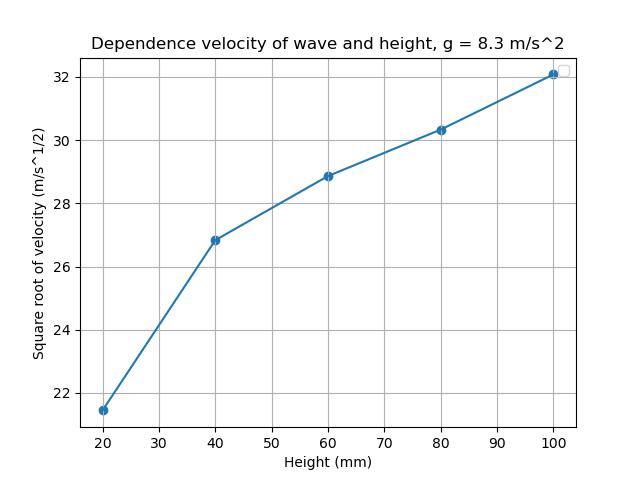 Dependence velocity of wave and height, g = 8.3 m/s^2
Square root of velocity (m/s^1/2)
32
30
28
26
24
22
20 30 40 50 60 70 80 90 100
Height (mm)